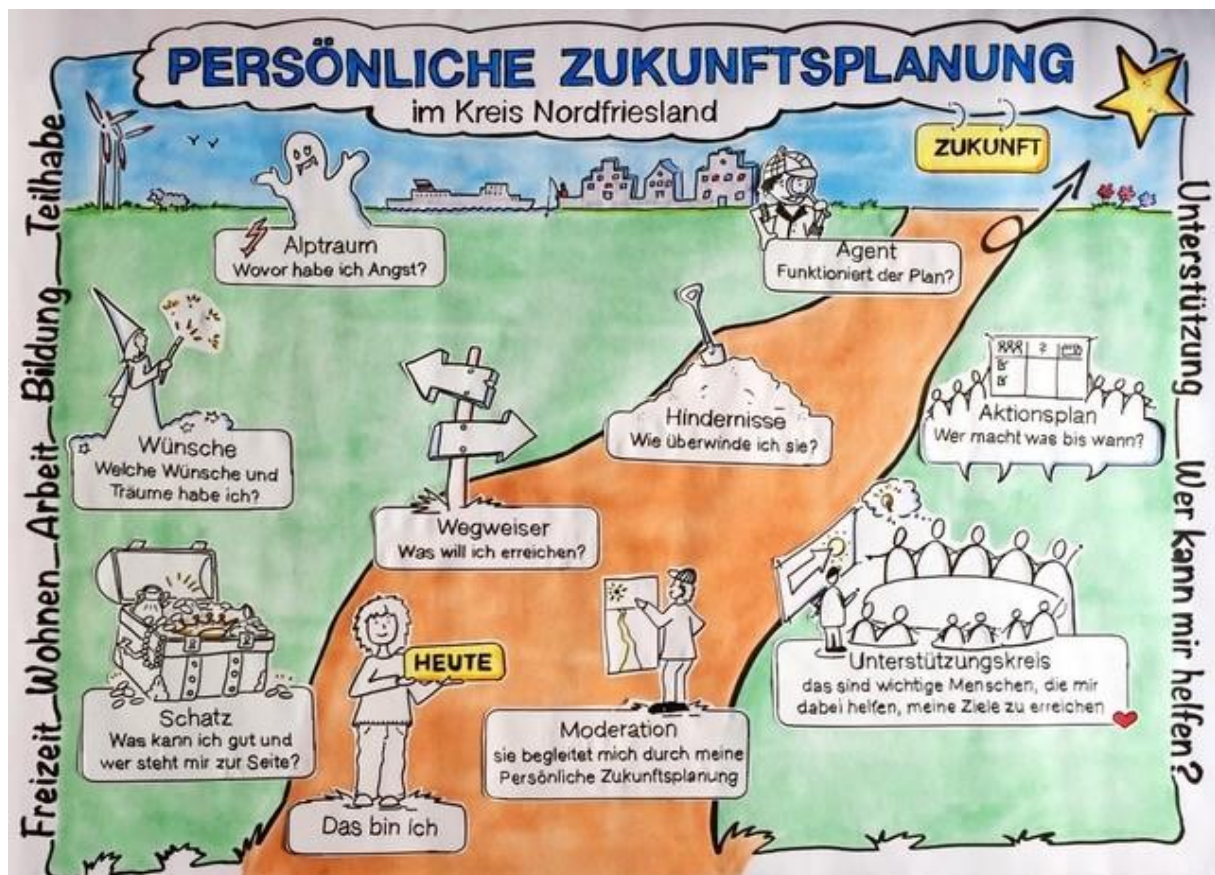 PERSÖNLICHE ZUKUNFTSPLANUNG
im Kreis Nordfriesland
ZUKUNFT
Freizeit_Wohnen_Arbeit_Bildung_Teilhabe
Alptraum
Wovor habe ich Angst?
Agent
Funktioniert der Plan?
Wünsche
Welche Wünsche und
Träume habe ich?
Wegweiser
Was will ich erreichen?
Hindernisse
Wie überwinde ich sie?
Aktionsplan
Wer macht was bis wann?
Schatz
Was kann ich gut und
wer steht mir zur Seite?
HEUTE
Das bin ich
Moderation
sie begleitet mich durch meine
Persönliche Zukunftsplanung
Unterstützungskreis
das sind wichtige Menschen, die mir
dabei helfen, meine Ziele zu erreichen
Unterstützung__Wer kann mir helfen?